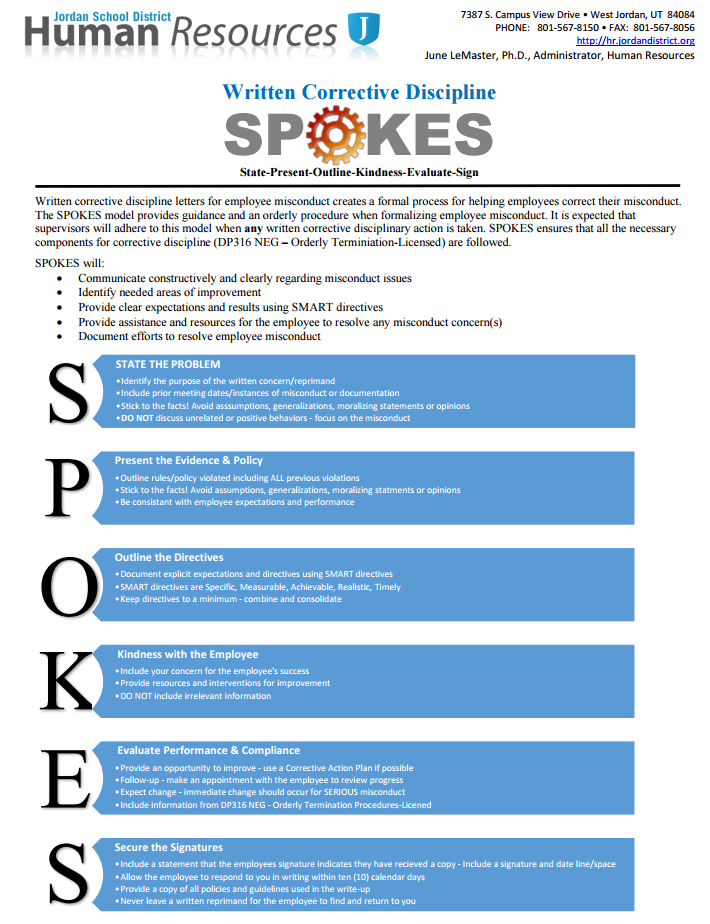 Jordan School District
Human Resources
J
7387 S. Campus View Drive • West Jordan, UT 84084
PHONE: 801-567-8150 • FAX: 801-567-8056
http://hr.jordandistrict.org
June LeMaster, Ph.D., Administrator, Human Resources
Written Corrective Discipline
SPOKES
State-Present-Outline-Kindness-Evaluate-Sign
Written corrective discipline letters for employee misconduct creates a formal process for helping employees correct their misconduct.
The SPOKES model provides guidance and an orderly procedure when formalizing employee misconduct. It is expected that
supervisors will adhere to this model when any written corrective disciplinary action is taken. SPOKES ensures that all the necessary
components for corrective discipline (DP316 NEG – Orderly Terminiation-Licensed) are followed.
SPOKES will:
• Communicate constructively and clearly regarding misconduct issues
• Identify needed areas of improvement
• Provide clear expectations and results using SMART directives
• Provide assistance and resources for the employee to resolve any misconduct concern(s)
• Document efforts to resolve employee misconduct
S
STATE THE PROBLEM
•Identify the purpose of the written concern/reprimand
•Include prior meeting dates/instances of misconduct or documentation
•Stick to the facts! Avoid asssumptions, generalizations, moralizing statements or opinions
•DO NOT discuss unrelated or positive behaviors - focus on the misconduct
P
Present the Evidence & Policy
•Outline rules/policy violated including ALL previous violations
•Stick to the facts! Avoid assumptions, generalizations, moralizing statments or opinions
•Be consistent with employee expectations and performance
O
Outline the Directives
•Document explicit expectations and directives using SMART directives
•SMART directives are Specific, Measurable, Achievable, Realistic, Timely
•Keep directives to a minimum - combine and consolidate
K
Kindness with the Employee
•Include your concern for the employee's success
•Provide resources and interventions for improvement
•DO NOT include irrelevant information
E
Evaluate Performance & Compliance
•Provide an opportunity to improve - use a Corrective Action Plan if possible
•Follow-up - make an appointment with the employee to review progress
•Expect change - immediate change should occur for SERIOUS misconduct
•Include information from DP316 NEG - Orderly Termination Procedures-Licened
S
Secure the Signatures
•Include a statement that the employees signature indicates they have recieved a copy - Include a signature and date line/space
•Allow the employee to respond to you in writing within ten (10) calendar days
•Provide a copy of all policies and guidelines used in the write-up
•Never leave a written reprimand for the employee to find and return to you